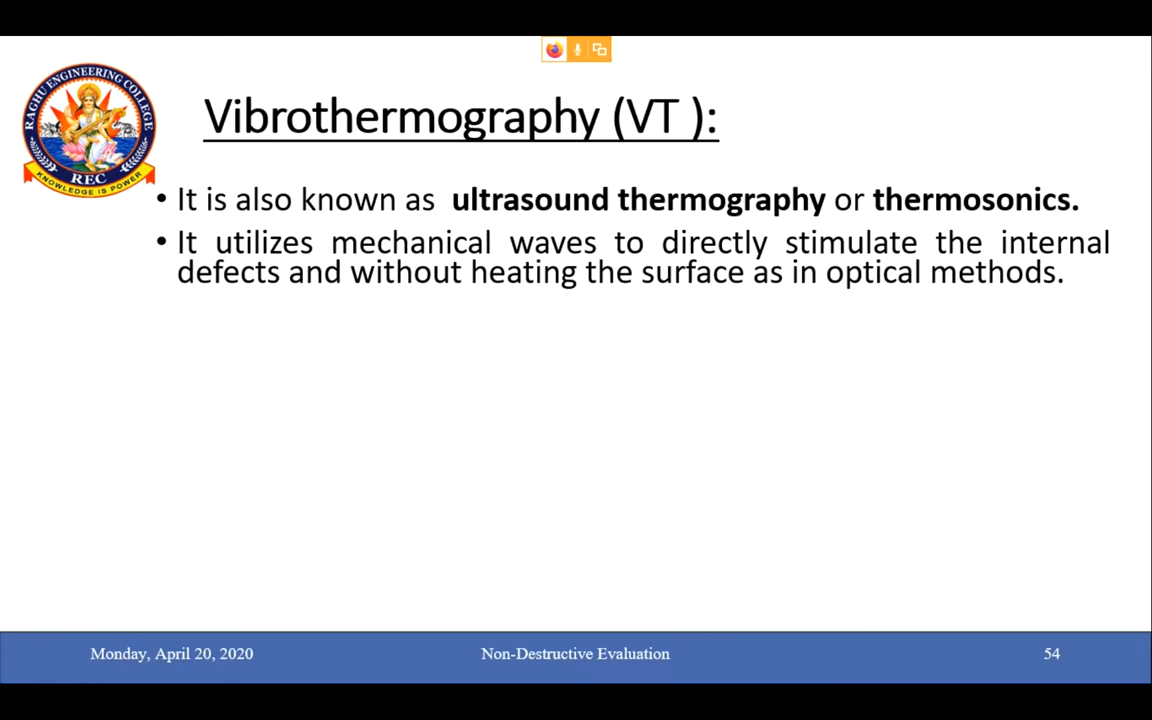 RAGHU ENGINEERING COLLEGE
REC
KNOWLEDGE IS POWER
Vibrothermography (VT ):
• It is also known as ultrasound thermography or thermosonics.
• It utilizes mechanical waves to directly stimulate the internal
defects and without heating the surface as in optical methods.
Monday, April 20, 2020
Non-Destructive Evaluation
54